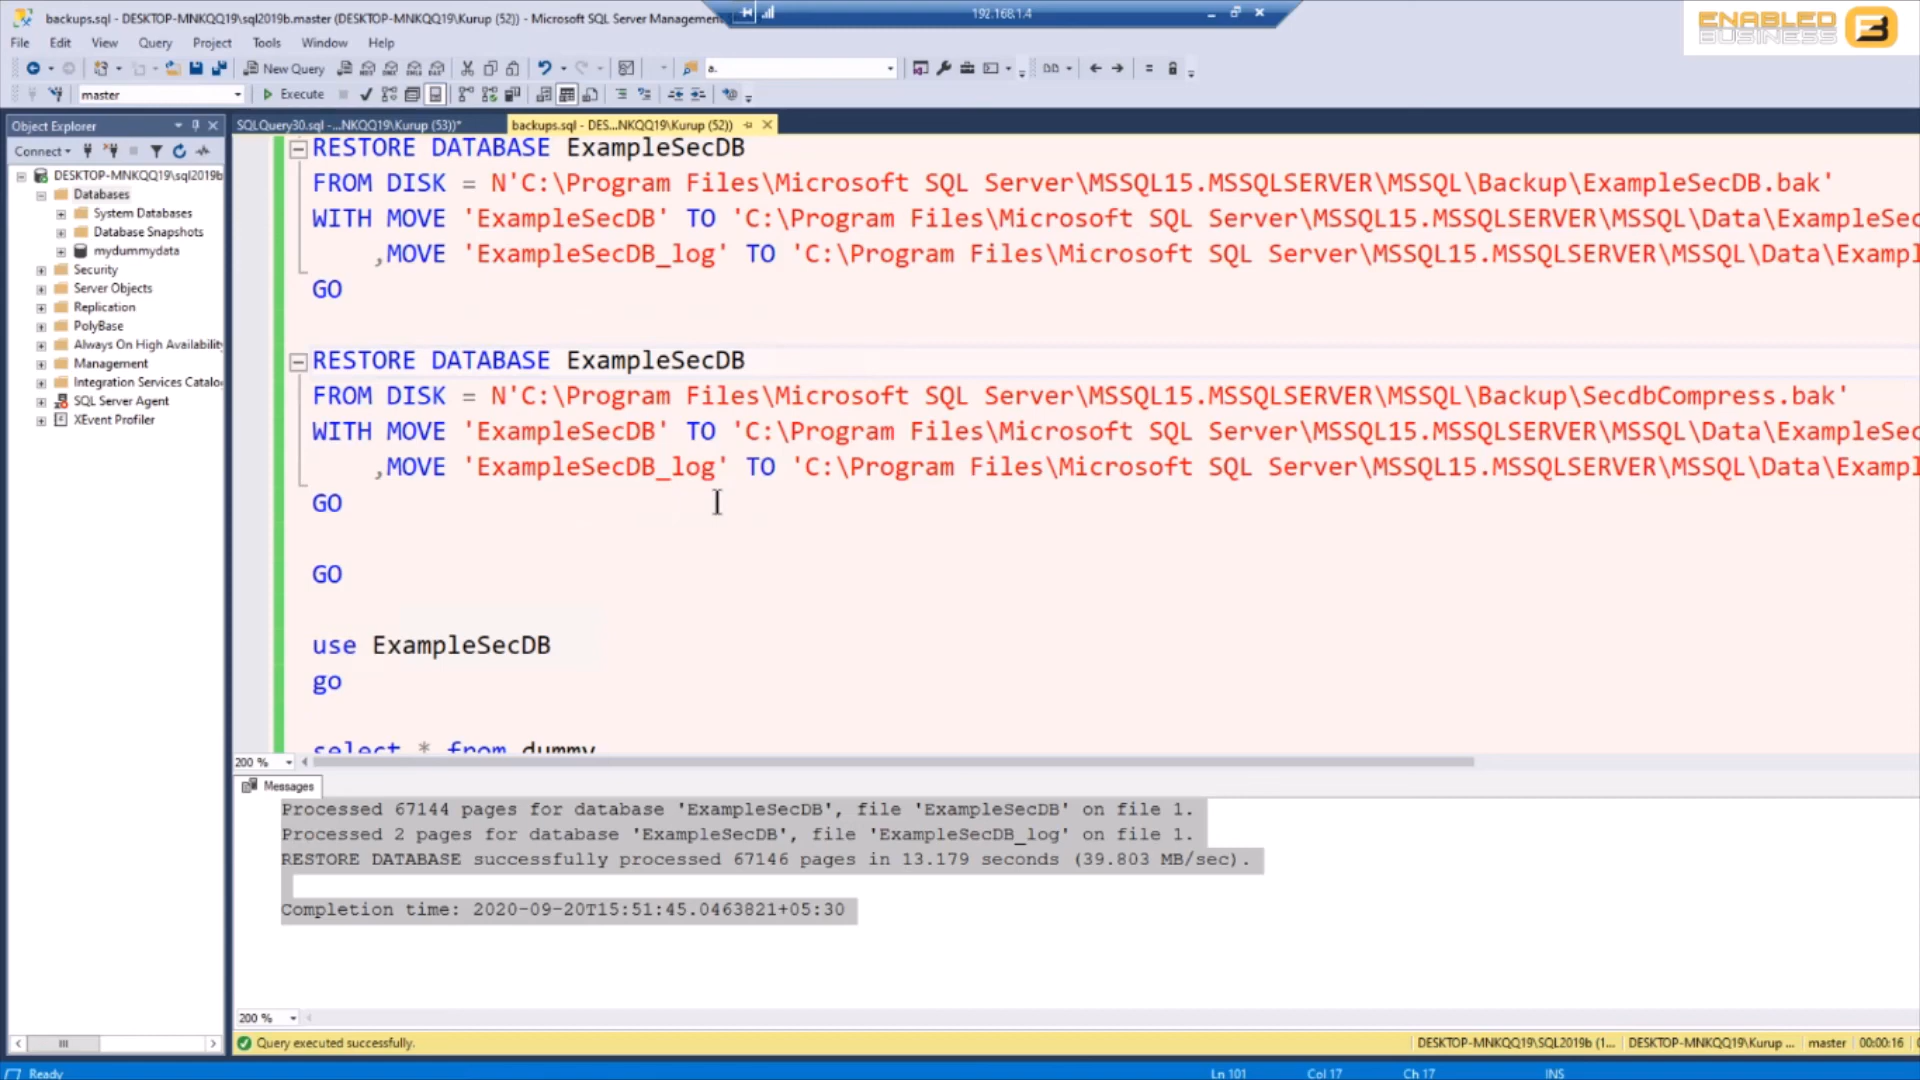 backups.sql - DESKTOP-MNKQQ19\sql2019b.master (DESKTOP-MNKQQ19\Kurup (52)) - Microsoft SQL Server Management
192.168.1.4
ENABLED
BUSINESS
File Edit View Query Project Tools Window Help
New Query
a.
master
Execute
Object Explorer
SQLQuery30.sql -...NKQQ19\Kurup (53))*
backups.sql - DES...NKQQ19\Kurup (52))
Connect
DESKTOP-MNKQQ19\sql2019b
Databases
System Databases
Database Snapshots
mydummydata
Security
Server Objects
Replication
PolyBase
Always On High Availability
Management
Integration Services Catalo
SQL Server Agent
XEvent Profiler
RESTORE DATABASE ExampleSecDB
FROM DISK = N'C:\Program Files\Microsoft SQL Server\MSSQL15.MSSQLSERVER\MSSQL\Backup\ExampleSecDB.bak'
WITH MOVE 'ExampleSecDB' TO 'C:\Program Files\Microsoft SQL Server\MSSQL15.MSSQLSERVER\MSSQL\Data\ExampleSec
,MOVE 'ExampleSecDB_log' TO 'C:\Program Files\Microsoft SQL Server\MSSQL15.MSSQLSERVER\MSSQL\Data\Exampl
GO
RESTORE DATABASE ExampleSecDB
FROM DISK = N'C:\Program Files\Microsoft SQL Server\MSSQL15.MSSQLSERVER\MSSQL\Backup\SecdbCompress.bak'
WITH MOVE 'ExampleSecDB' TO 'C:\Program Files\Microsoft SQL Server\MSSQL15.MSSQLSERVER\MSSQL\Data\ExampleSec
,MOVE 'ExampleSecDB_log' TO 'C:\Program Files\Microsoft SQL Server\MSSQL15.MSSQLSERVER\MSSQL\Data\Exampl
GO
GO
use ExampleSecDB
go
select * from dummy
200 %
Messages
Processed 67144 pages for database 'ExampleSecDB', file 'ExampleSecDB' on file 1.
Processed 2 pages for database 'ExampleSecDB', file 'ExampleSecDB_log' on file 1.
RESTORE DATABASE successfully processed 67146 pages in 13.179 seconds (39.803 MB/sec).
Completion time: 2020-09-20T15:51:45.0463821+05:30
200 %
Query executed successfully.
DESKTOP-MNKQQ19\SQL2019b (1...
DESKTOP-MNKQQ19\Kurup ...
master
00:00:16
Ready
Ln 101
Col 17
Ch 17
INS